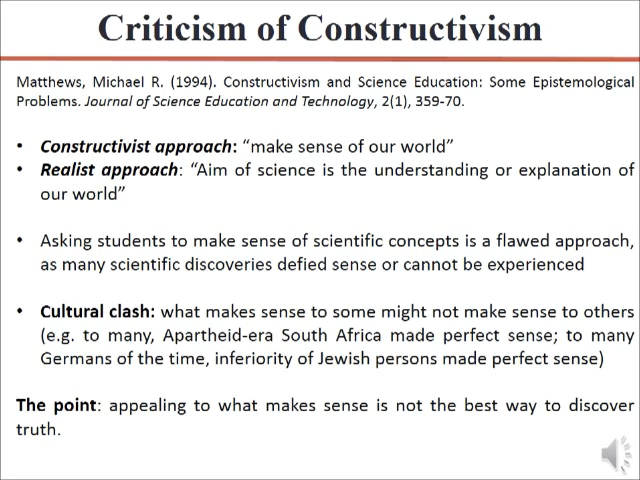 Criticism of Constructivism
Matthews, Michael R. (1994). Constructivism and Science Education: Some Epistemological
Problems. Journal of Science Education and Technology, 2(1), 359-70.
• Constructivist approach: “make sense of our world”
• Realist approach: “Aim of science is the understanding or explanation of
our world”
• Asking students to make sense of scientific concepts is a flawed approach,
as many scientific discoveries defied sense or cannot be experienced
• Cultural clash: what makes sense to some might not make sense to others
(e.g. to many, Apartheid-era South Africa made perfect sense; to many
Germans of the time, inferiority of Jewish persons made perfect sense)
The point: appealing to what makes sense is not the best way to discover
truth.